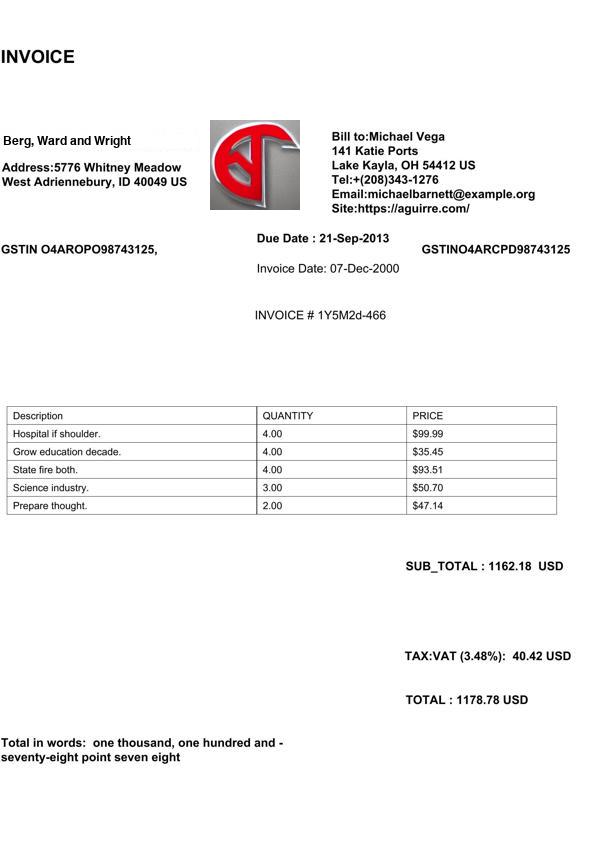 INVOICE
Berg, Ward and Wright
Address:5776 Whitney Meadow
West Adriennebury, ID 40049 US
Bill to:Michael Vega
141 Katie Ports
Lake Kayla, OH 54412 US
Tel:+(208)343-1276
Email:michaelbarnett@example.org
Site:https://aguirre.com/
GSTIN O4AROPO98743125,
Due Date : 21-Sep-2013
GSTINO4ARCPD98743125
Invoice Date: 07-Dec-2000
INVOICE # 1Y5M2d-466
Description QUANTITY PRICE
Hospital if shoulder. 4.00 $99.99
Grow education decade. 4.00 $35.45
State fire both. 4.00 $93.51
Science industry. 3.00 $50.70
Prepare thought. 2.00 $47.14
SUB_TOTAL : 1162.18 USD
TAX:VAT (3.48%): 40.42 USD
TOTAL : 1178.78 USD
Total in words: one thousand, one hundred and -
seventy-eight point seven eight